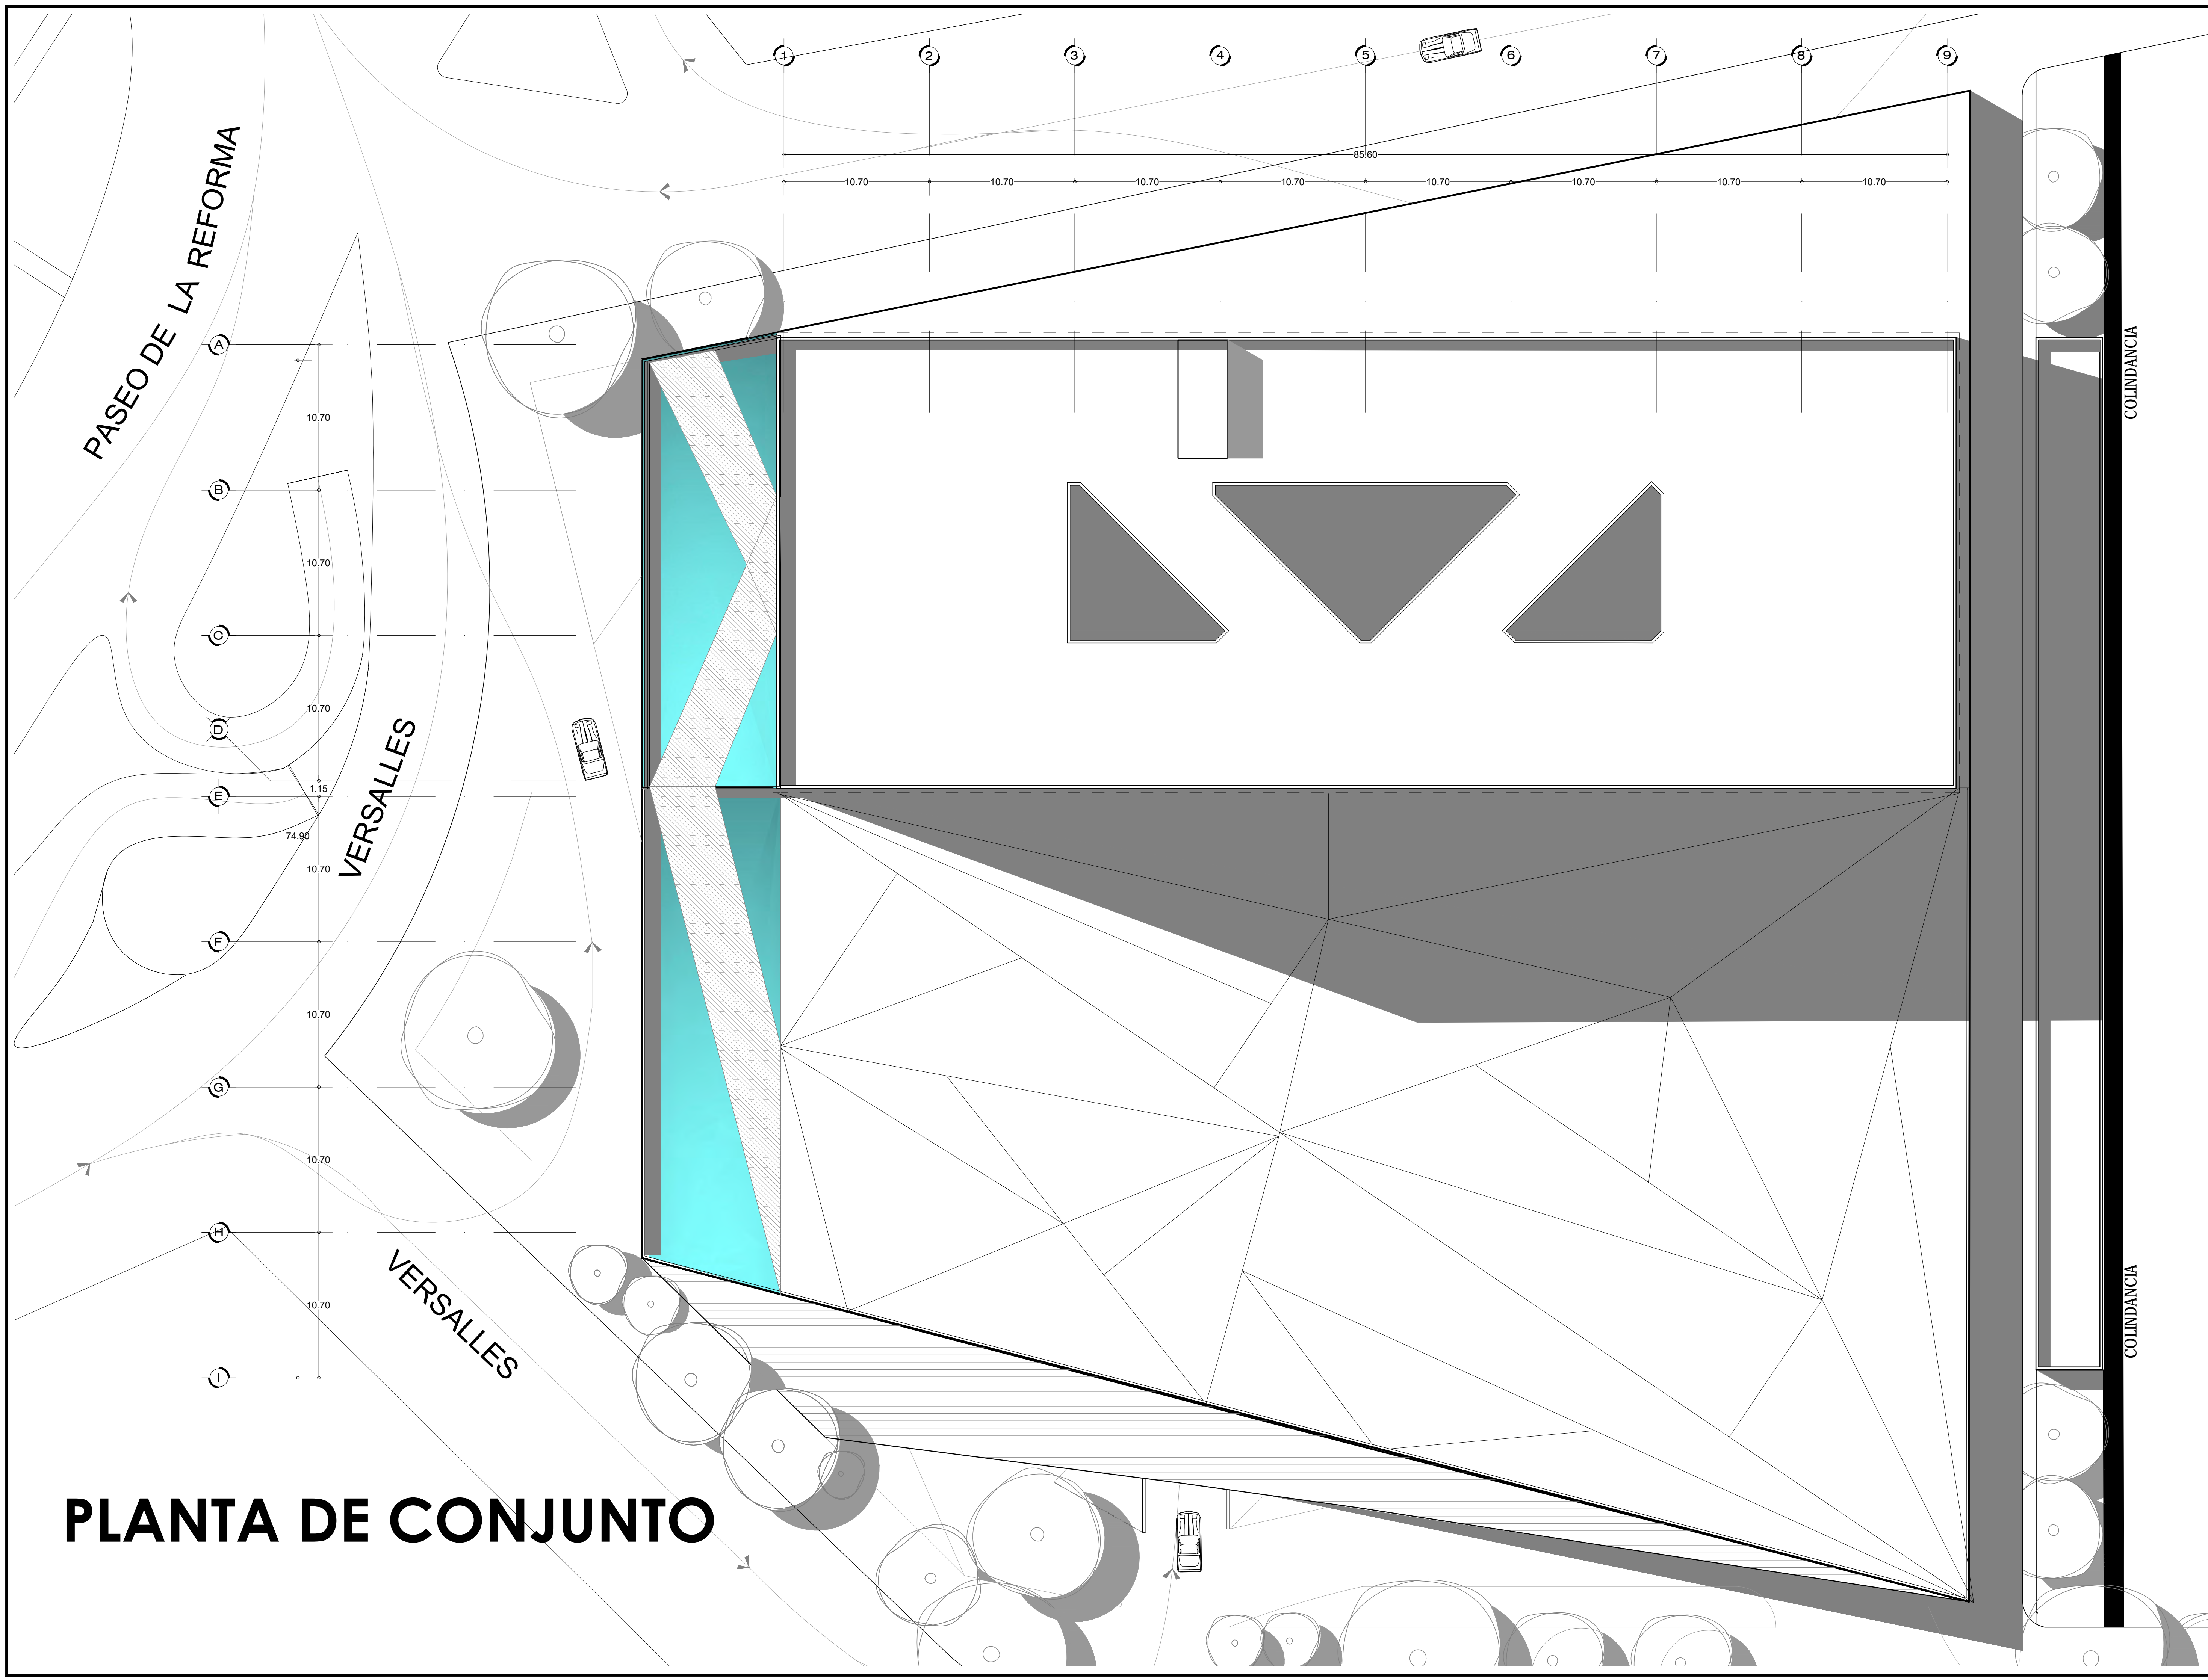 1 2 3 4 5 6 7 8 9
85.60
10.70 10.70 10.70 10.70 10.70 10.70 10.70 10.70
PASEO DE LA REFORMA
A
10.70
B
10.70
C
10.70
D
1.15
E
74.90
10.70
F
10.70
G
10.70
H
10.70
I
VERSALLES
VERSALLES
COLINDANCIA
COLINDANCIA
PLANTA DE CONJUNTO